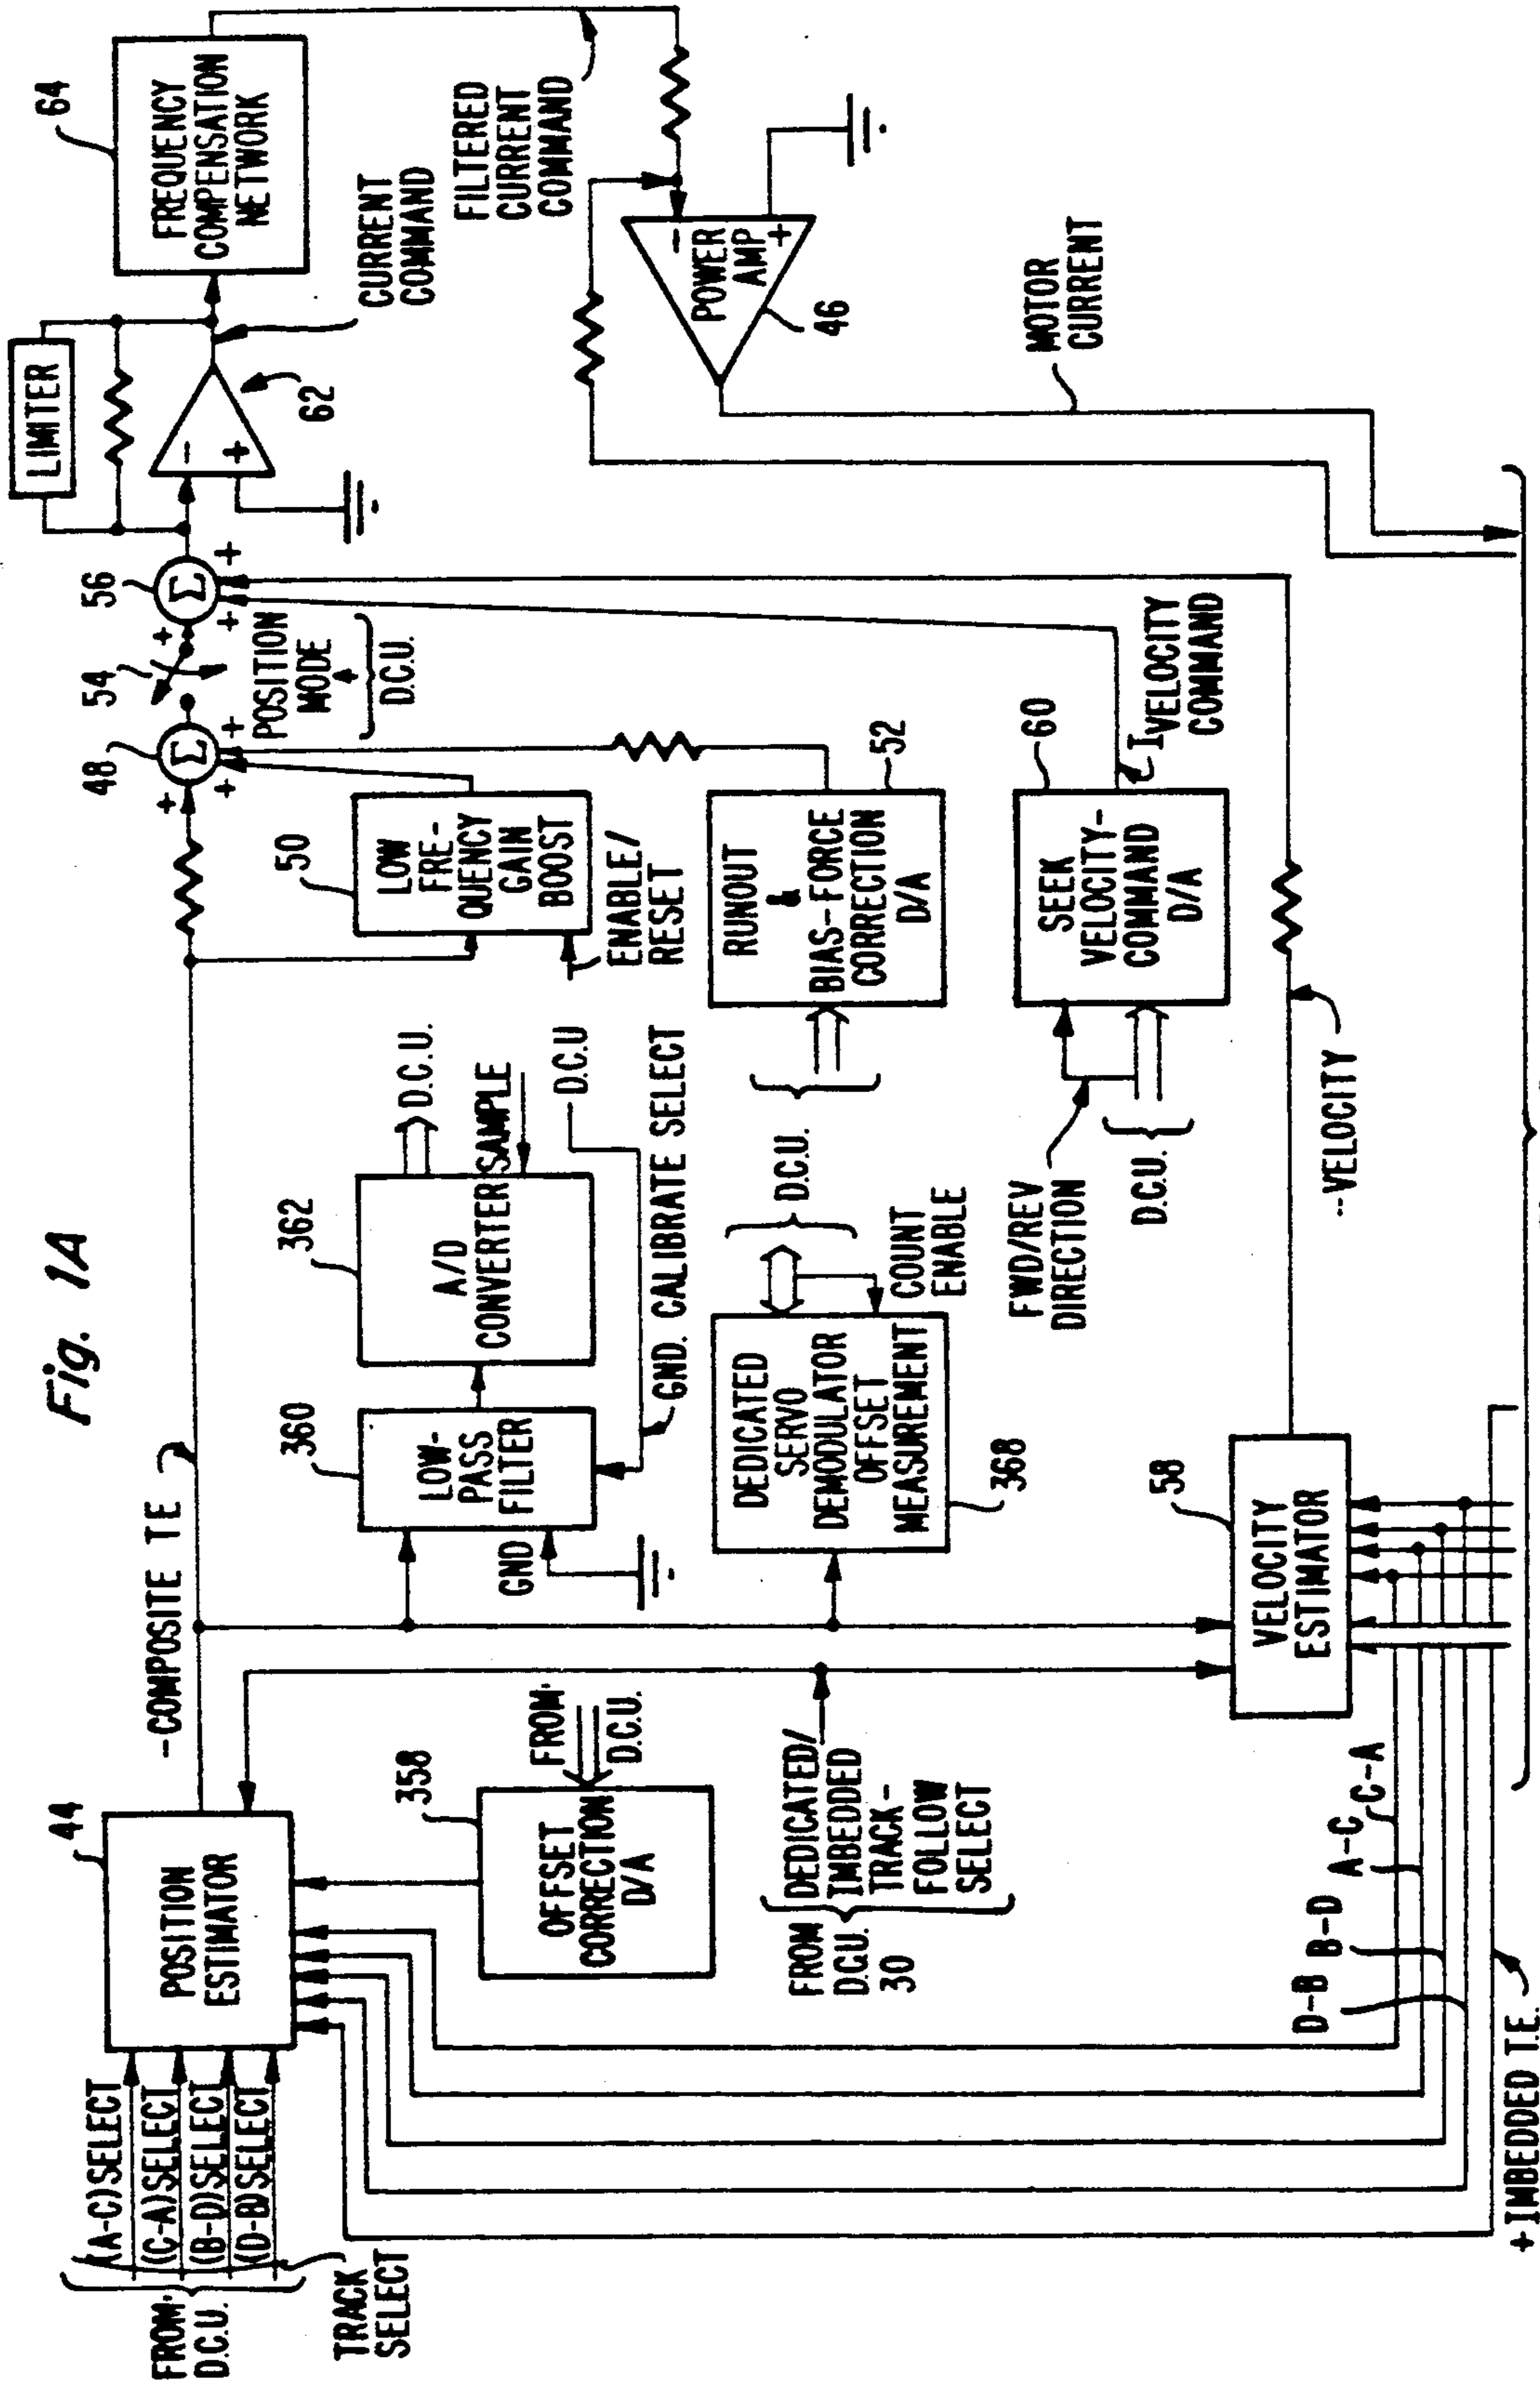 Fig. 1A
FROM
D.C.U.
(A-C)SELECT
(C-A)SELECT
(B-D)SELECT
(D-B)SELECT
TRACK
SELECT
44
POSITION
ESTIMATOR
-COMPOSITE TE
358
OFFSET
CORRECTION
D/A
FROM
D.C.U.
FROM
D.C.U.
30
DEDICATED/
IMBEDDED
TRACK-
FOLLOW
SELECT
360
LOW-
PASS
FILTER
GND
362
A/D
CONVERTER
SAMPLE
D.C.U.
D.C.U
GND. CALIBRATE SELECT
DEDICATED
SERVO
DEMODULATOR
OFFSET
MEASUREMENT
368
D.C.U.
COUNT
ENABLE
50
LOW
FRE-
QUENCY
GAIN
BOOST
ENABLE/
RESET
RUNOUT
&
BIAS-FORCE
CORRECTION
D/A
52
60
SEEK
VELOCITY-
COMMAND
D/A
FWD/REV
DIRECTION
D.C.U.
I VELOCITY
COMMAND
48
Σ
+
+
+
54
POSITION
MODE
D.C.U.
56
Σ
+
+
+
LIMITER
-
+
62
64
FREQUENCY
COMPENSATION
NETWORK
CURRENT
COMMAND
FILTERED
CURRENT
COMMAND
-
POWER
AMP
+
46
MOTOR
CURRENT
58
VELOCITY
ESTIMATOR
--VELOCITY
D-B
B-D
A-C
C-A
+IMBEDDED T.E.